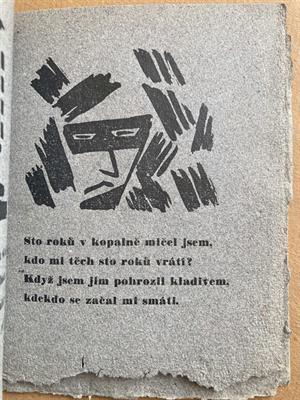 Sto roků v kopalně mlčel jsem,
kdo mi těch sto roků vrátí?
Když jsem jim pohrozil kladivem,
kdekdo se začal mi smáti.